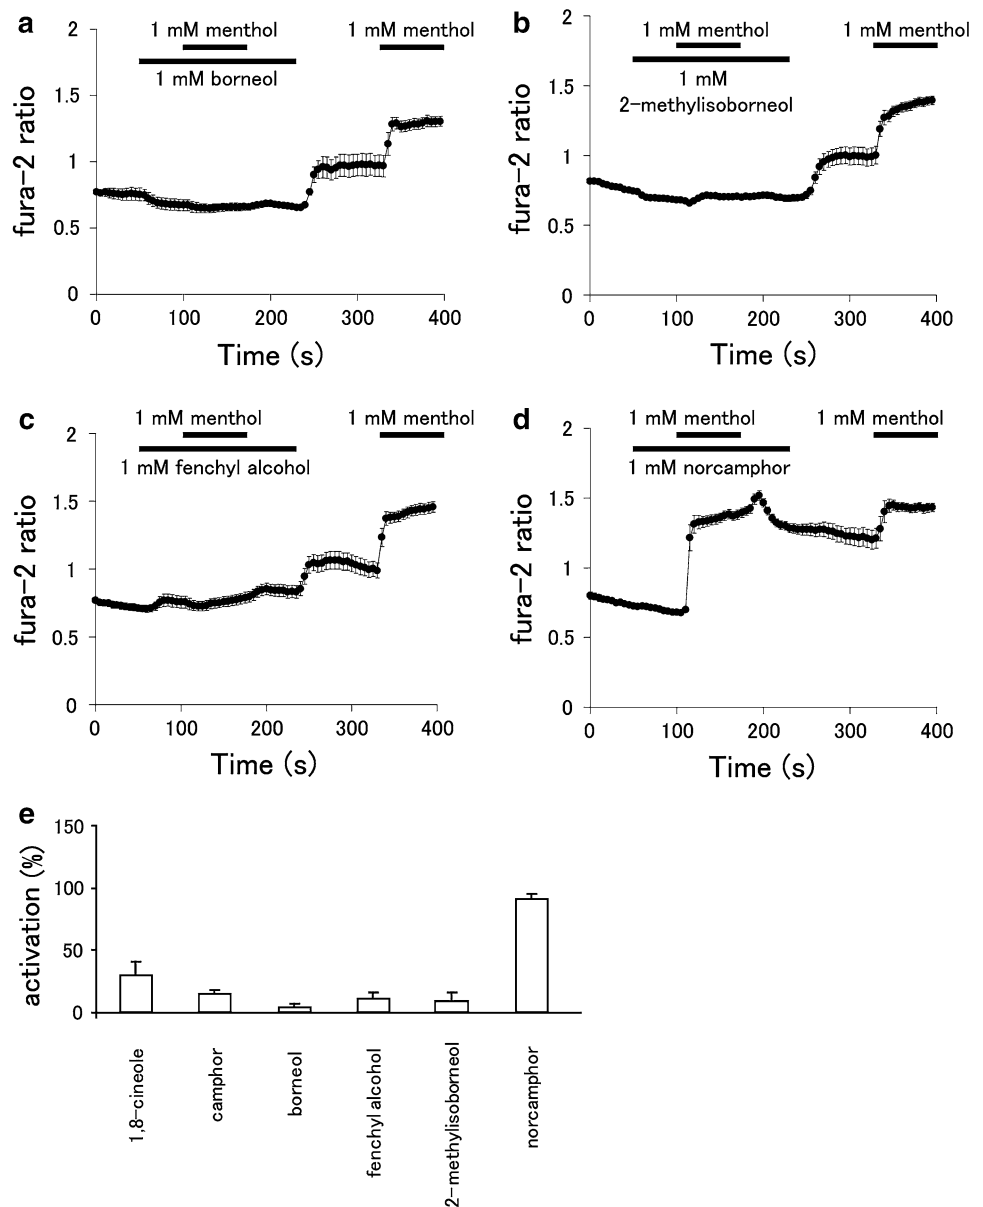 a
1 mM menthol
1 mM menthol
1 mM borneol
fura-2 ratio
2
1.5
1
0.5
0
0 100 200 300 400
Time (s)
b
1 mM menthol
1 mM menthol
1 mM
2-methylisoborneol
fura-2 ratio
2
1.5
1
0.5
0
0 100 200 300 400
Time (s)
c
1 mM menthol
1 mM menthol
1 mM fenchyl alcohol
fura-2 ratio
2
1.5
1
0.5
0
0 100 200 300 400
Time (s)
d
1 mM menthol
1 mM menthol
1 mM norcamphor
fura-2 ratio
2
1.5
1
0.5
0
0 100 200 300 400
Time (s)
e
activation (%)
150
100
50
0
1,8-cineole
camphor
borneol
fenchyl alcohol
2-methylisoborneol
norcamphor